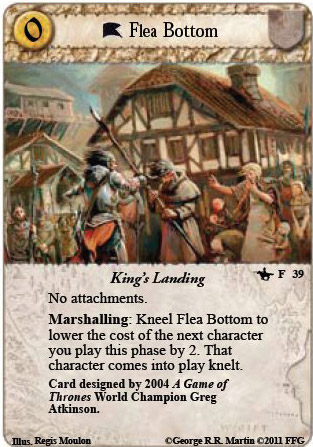 0
Flea Bottom
King's Landing
F 39
No attachments.
Marshalling: Kneel Flea Bottom to
lower the cost of the next character
you play this phase by 2. That
character comes into play knelt.
Card designed by 2004 A Game of
Thrones World Champion Greg
Atkinson.
Illus. Regis Moulon
©George R.R. Martin ©2011 FFG